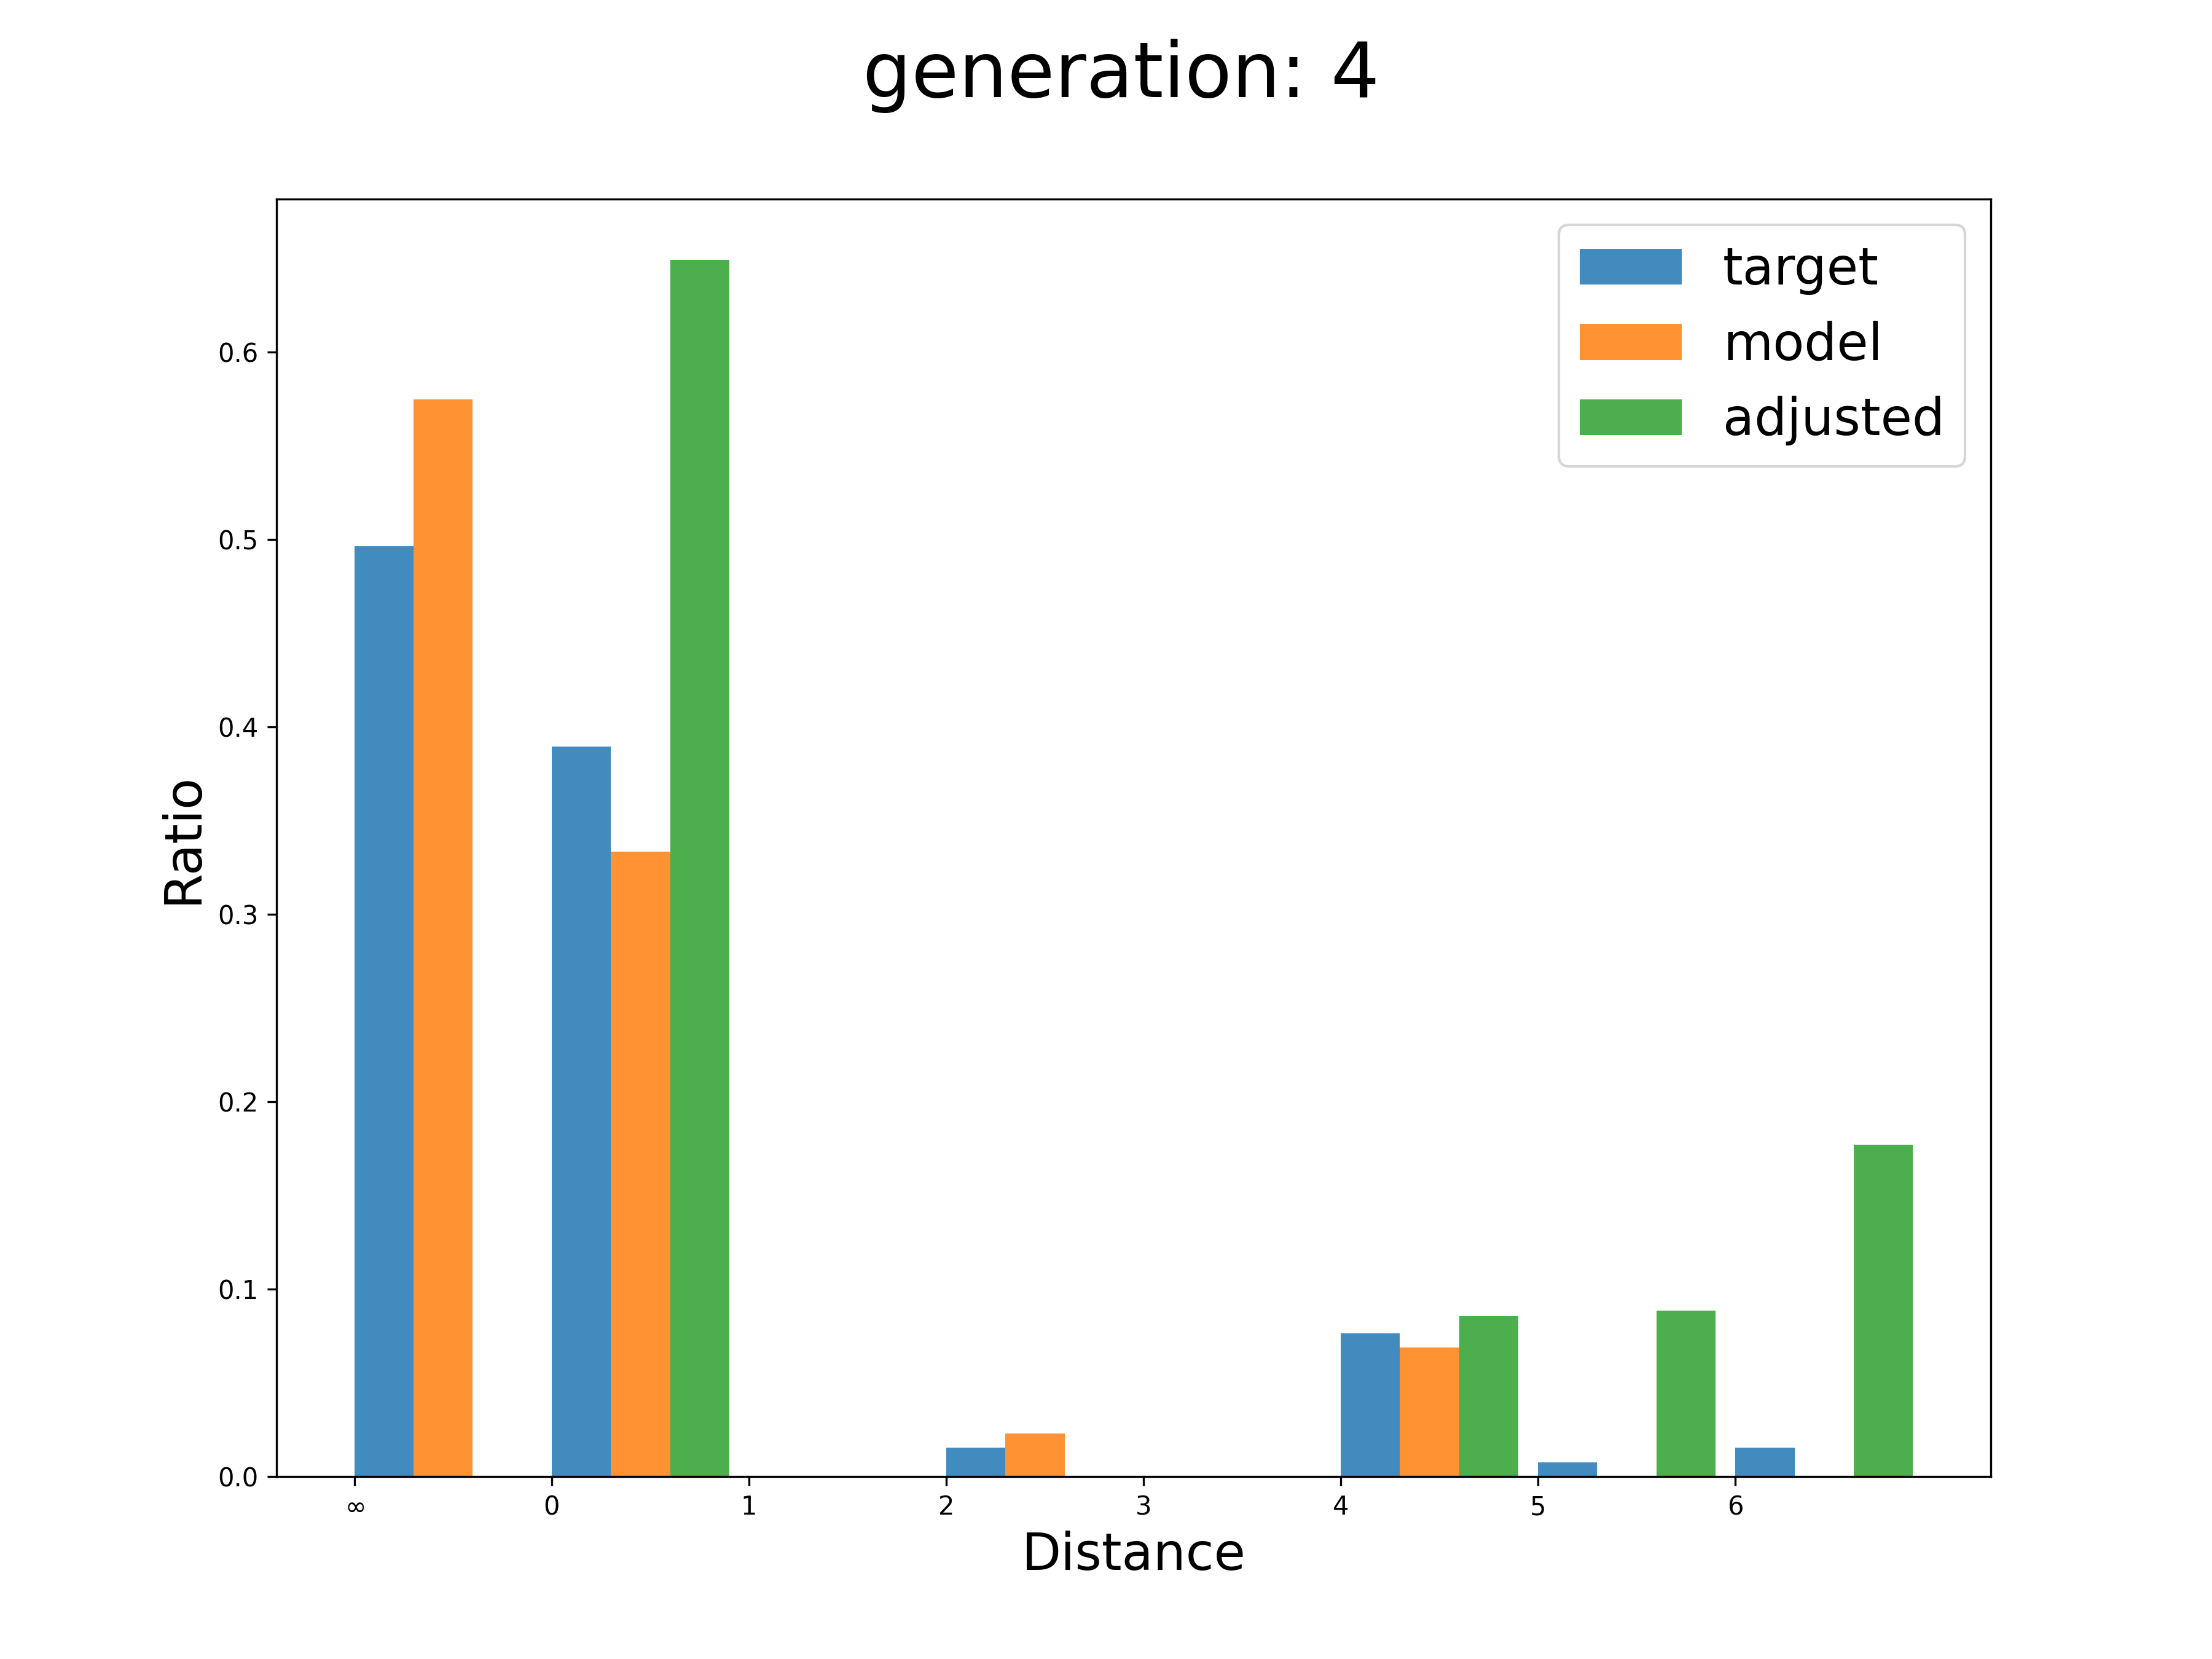 generation: 4
target
model
adjusted
Ratio
0.6
0.5
0.4
0.3
0.2
0.1
0.0
∞ 0 1 2 3 4 5 6
Distance